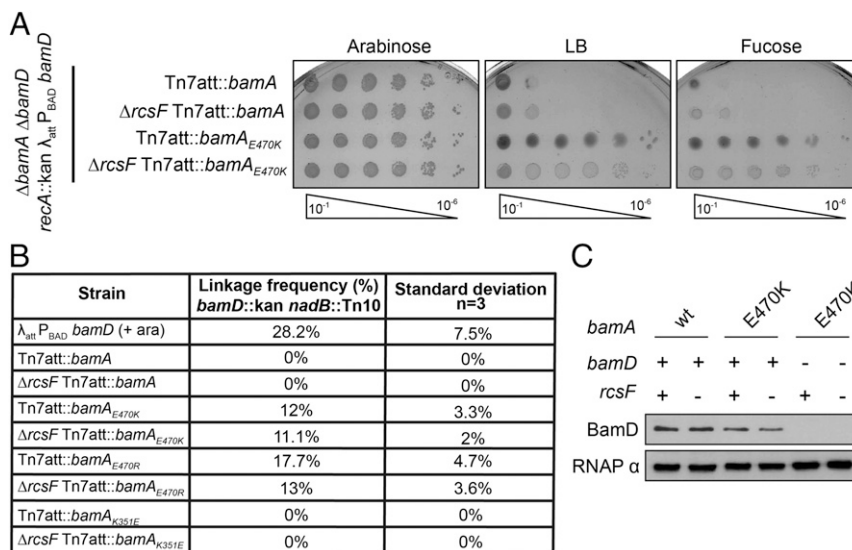 A
Arabinose LB Fucose
ΔbamA ΔbamD
recA::kan λatt PBAD bamD
Tn7att::bamA
ΔrcsF Tn7att::bamA
Tn7att::bamAE470K
ΔrcsF Tn7att::bamAE470K
10-1 10-6 10-1 10-6 10-1 10-6
B
Strain Linkage frequency (%) bamD::kan nadB::Tn10 Standard deviation n=3
λatt PBAD bamD (+ ara) 28.2% 7.5%
Tn7att::bamA 0% 0%
ΔrcsF Tn7att::bamA 0% 0%
Tn7att::bamAE470K 12% 3.3%
ΔrcsF Tn7att::bamAE470K 11.1% 2%
Tn7att::bamAE470R 17.7% 4.7%
ΔrcsF Tn7att::bamAE470R 13% 3.6%
Tn7att::bamAK351E 0% 0%
ΔrcsF Tn7att::bamAK351E 0% 0%
C
bamA wt E470K E470K
bamD + + + + - -
rcsF + - + - + -
BamD
RNAP α